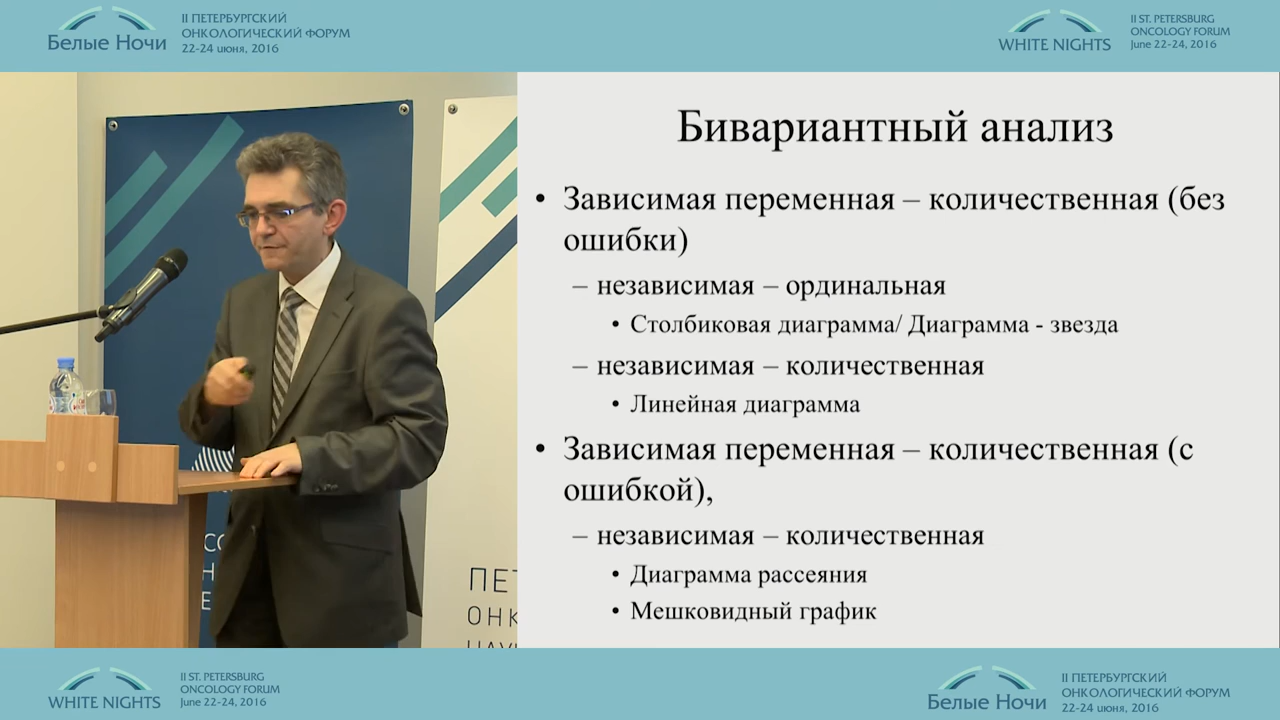 Белые Ночи
II ПЕТЕРБУРГСКИЙ
ОНКОЛОГИЧЕСКИЙ ФОРУМ
22-24 июня, 2016
WHITE NIGHTS
II ST. PETERSBURG
ONCOLOGY FORUM
June 22-24, 2016
Бивариантный анализ
• Зависимая переменная – количественная (без
ошибки)
– независимая – ординальная
• Столбиковая диаграмма/ Диаграмма - звезда
– независимая – количественная
• Линейная диаграмма
• Зависимая переменная – количественная (с
ошибкой),
– независимая – количественная
• Диаграмма рассеяния
• Мешковидный график
ПЕТ
ОНК
WHITE NIGHTS
II ST. PETERSBURG
ONCOLOGY FORUM
June 22-24, 2016
Белые Ночи
II ПЕТЕРБУРГСКИЙ
ОНКОЛОГИЧЕСКИЙ ФОРУМ
22-24 июня, 2016